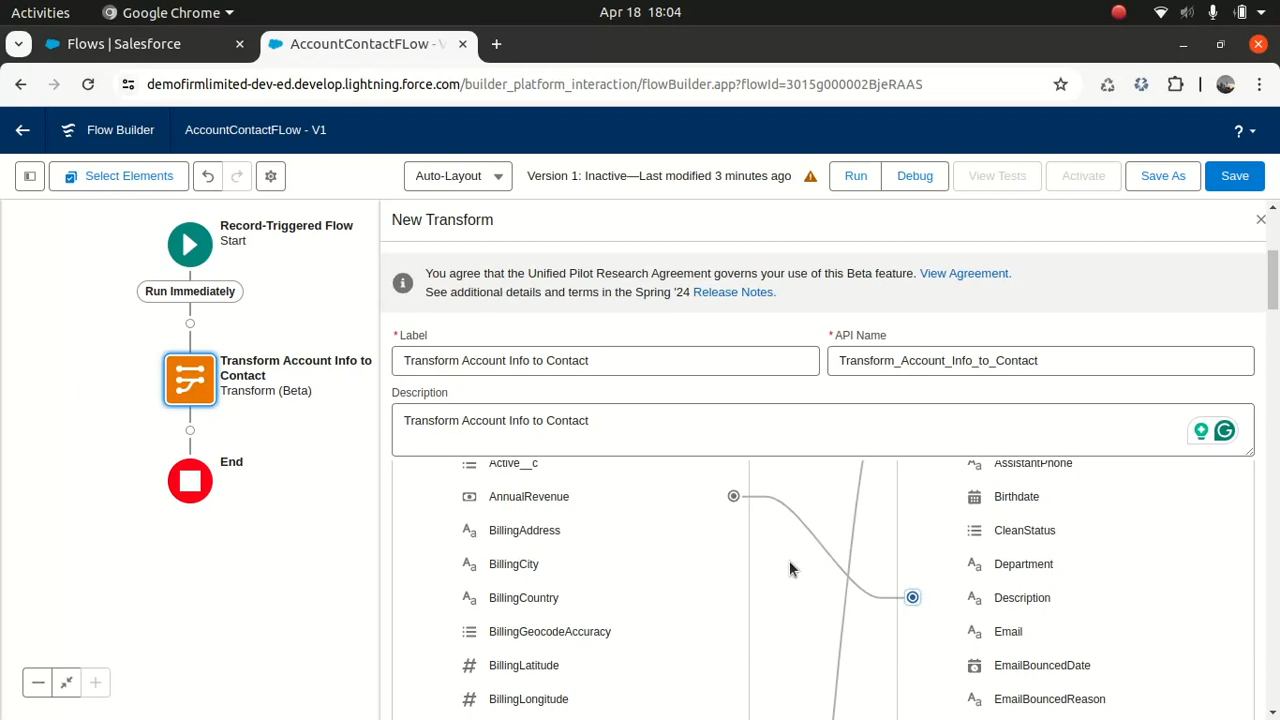 Activities
Google Chrome
Apr 18 18:04
Flows | Salesforce
AccountContactFLow - V
demofirmlimited-dev-ed.develop.lightning.force.com/builder_platform_interaction/flowBuilder.app?flowId=3015g000002BjeRAAS
Flow Builder
AccountContactFLow - V1
?
Select Elements
Auto-Layout
Version 1: Inactive—Last modified 3 minutes ago
Run
Debug
View Tests
Activate
Save As
Save
Record-Triggered Flow
Start
Run Immediately
Transform Account Info to
Contact
Transform (Beta)
End
New Transform
You agree that the Unified Pilot Research Agreement governs your use of this Beta feature. View Agreement.
See additional details and terms in the Spring '24 Release Notes.
*Label
Transform Account Info to Contact
*API Name
Transform_Account_Info_to_Contact
Description
Transform Account Info to Contact
Active__c
AnnualRevenue
BillingAddress
BillingCity
BillingCountry
BillingGeocodeAccuracy
BillingLatitude
BillingLongitude
AssistantPhone
Birthdate
CleanStatus
Department
Description
Email
EmailBouncedDate
EmailBouncedReason